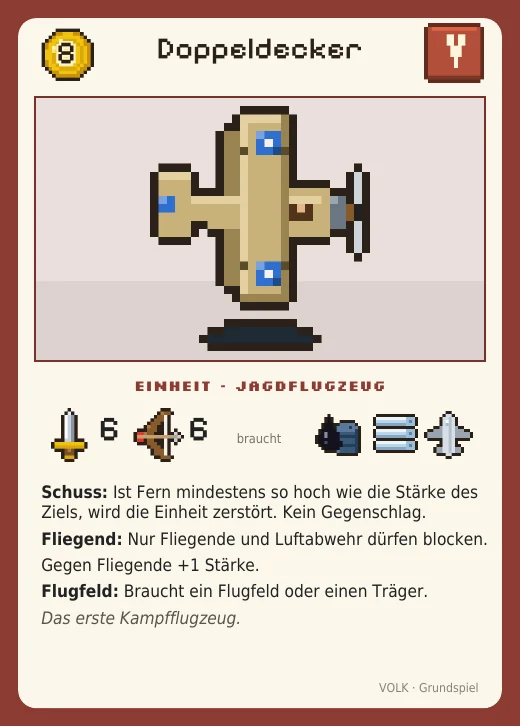 8 Doppeldecker
EINHEIT - JAGDFLUGZEUG
6 6 braucht
Schuss: Ist Fern mindestens so hoch wie die Stärke des
Ziels, wird die Einheit zerstört. Kein Gegenschlag.
Fliegend: Nur Fliegende und Luftabwehr dürfen blocken.
Gegen Fliegende +1 Stärke.
Flugfeld: Braucht ein Flugfeld oder einen Träger.
Das erste Kampfflugzeug.
VOLK · Grundspiel